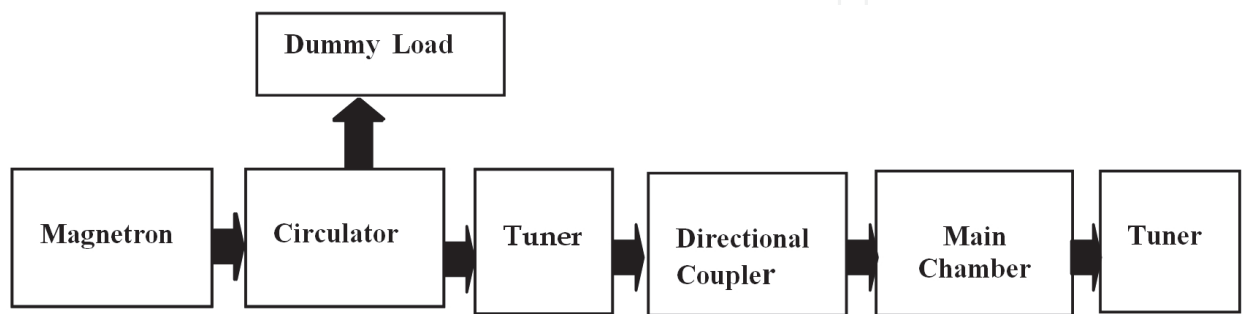 Dummy Load
Magnetron
Circulator
Tuner
Directional
Coupler
Main
Chamber
Tuner